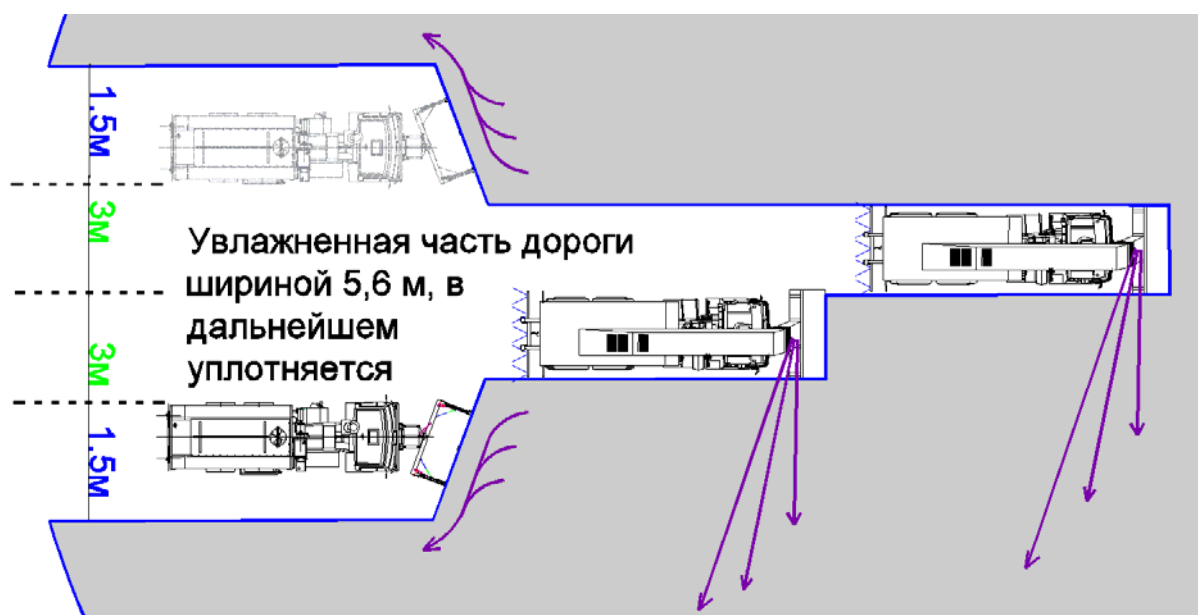 1.5м
3м
Увлажненная часть дороги
шириной 5,6 м, в
дальнейшем
уплотняется
3м
1.5м